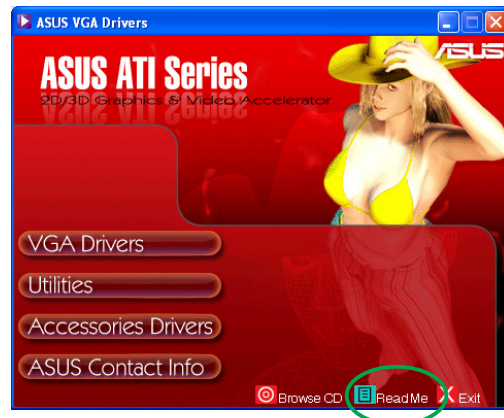 ASUS VGA Drivers
ASUS
ASUS ATI Series
2D/3D Graphics & Video Accelerator
VGA Drivers
Utilities
Accessories Drivers
ASUS Contact Info
Browse CD ReadMe Exit